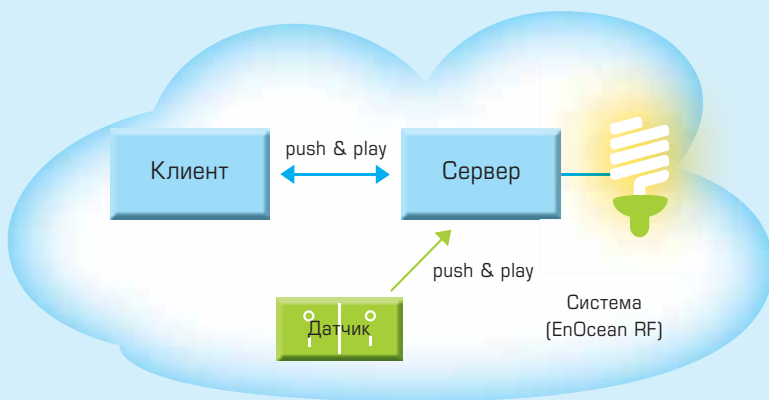 Клиент
push & play
Сервер
push & play
Датчик
Система
(EnOcean RF)